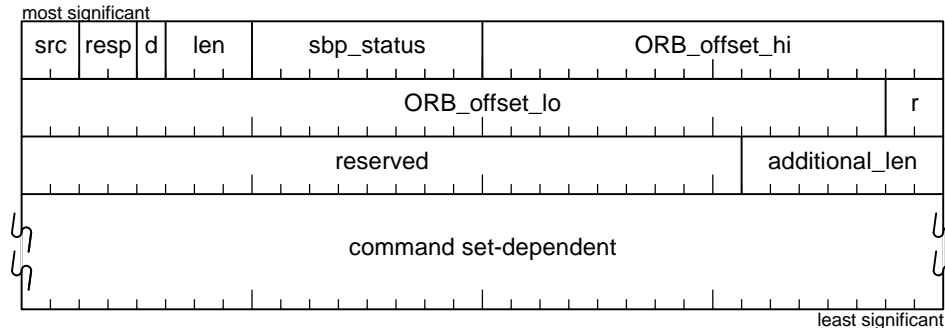 most significant
src resp d len sbp_status ORB_offset_hi
ORB_offset_lo r
reserved additional_len
command set-dependent
least significant